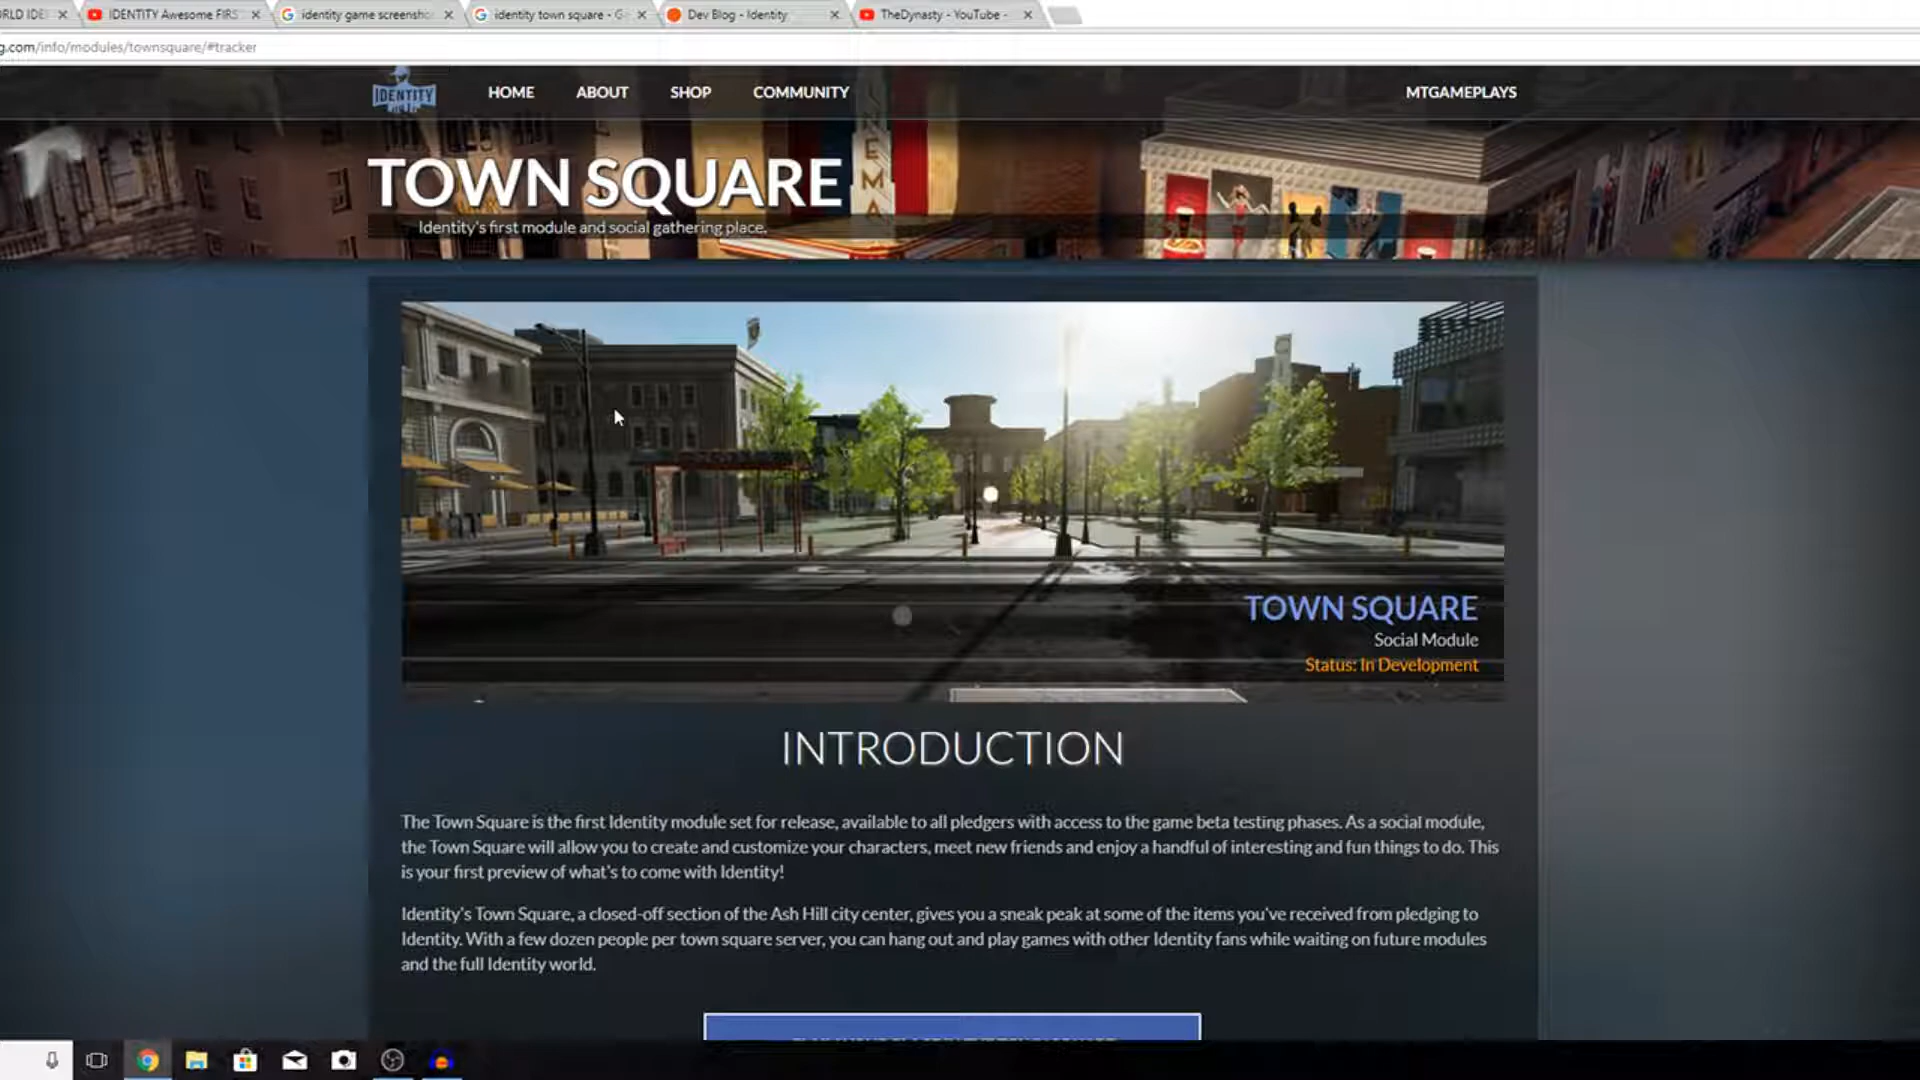 IDENTITY Awesome FIRS
identity game screensho
identity town square - G
Dev Blog - Identity
TheDynasty - YouTube -
g.com/info/modules/townsquare/#tracker
IDENTITY
HOME
ABOUT
SHOP
COMMUNITY
MTGAMEPLAYS
TOWN SQUARE
Identity's first module and social gathering place.
TOWN SQUARE
Social Module
Status: In Development
INTRODUCTION
The Town Square is the first Identity module set for release, available to all pledgers with access to the game beta testing phases. As a social module,
the Town Square will allow you to create and customize your characters, meet new friends and enjoy a handful of interesting and fun things to do. This
is your first preview of what's to come with Identity!
Identity's Town Square, a closed-off section of the Ash Hill city center, gives you a sneak peak at some of the items you've received from pledging to
Identity. With a few dozen people per town square server, you can hang out and play games with other Identity fans while waiting on future modules
and the full Identity world.